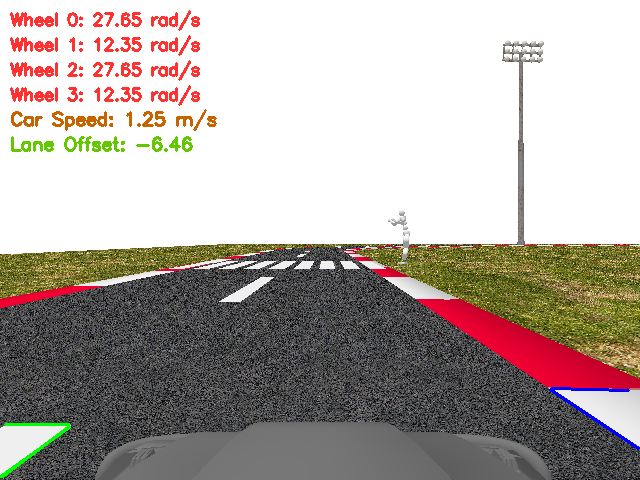 Wheel 0: 27.65 rad/s
Wheel 1: 12.35 rad/s
Wheel 2: 27.65 rad/s
Wheel 3: 12.35 rad/s
Car Speed: 1.25 m/s
Lane Offset: -6.46